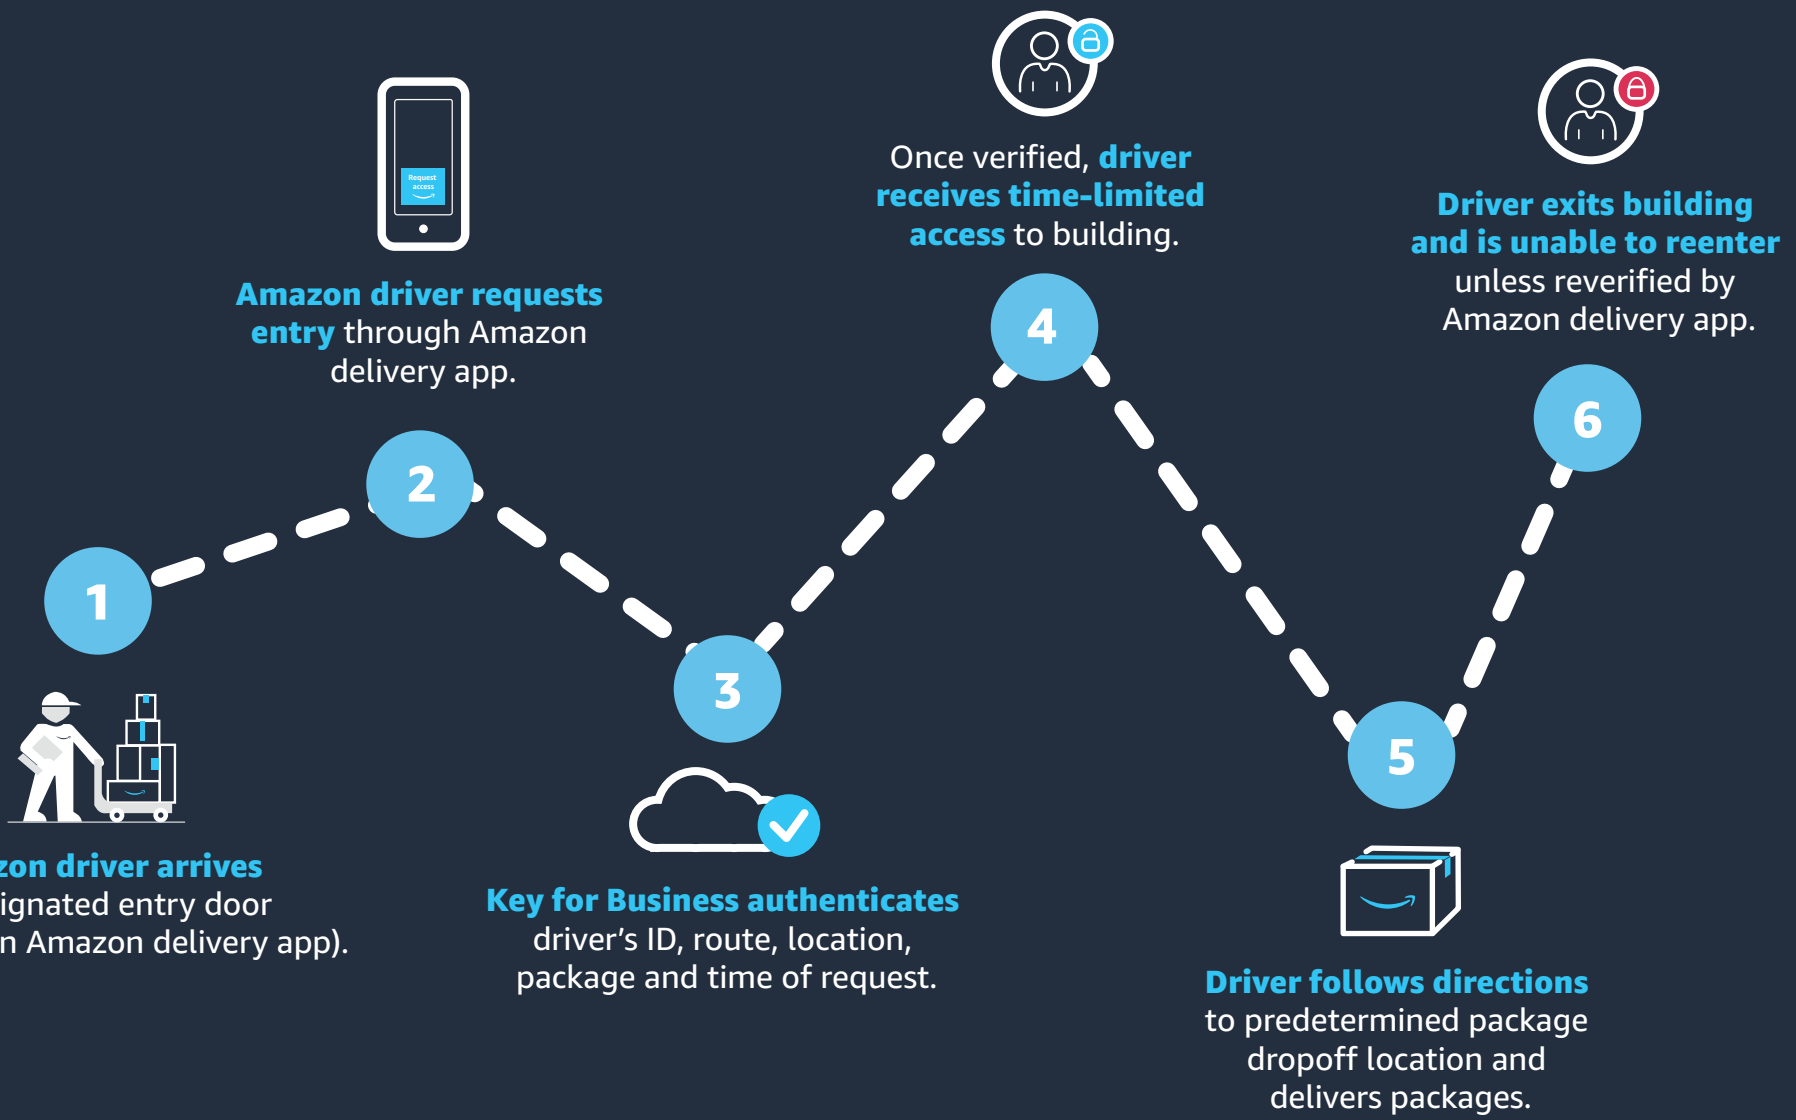 1
zon driver arrives
ignated entry door
n Amazon delivery app).
Request
access
Amazon driver requests
entry through Amazon
delivery app.
2
3
Key for Business authenticates
driver’s ID, route, location,
package and time of request.
Once verified, driver
receives time-limited
access to building.
4
5
Driver follows directions
to predetermined package
dropoff location and
delivers packages.
Driver exits building
and is unable to reenter
unless reverified by
Amazon delivery app.
6